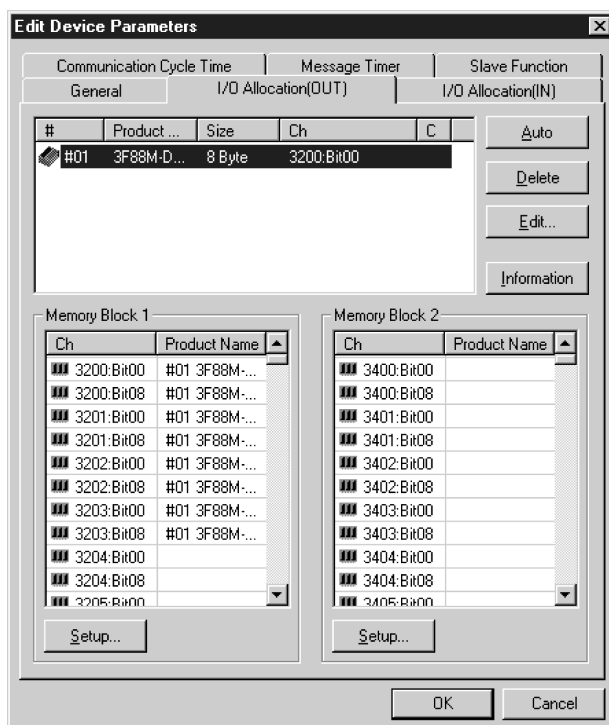 Edit Device Parameters
Communication Cycle Time Message Timer Slave Function
General I/O Allocation(OUT) I/O Allocation(IN)
# Product ... Size Ch C
#01 3F88M-D... 8 Byte 3200:Bit00
Auto
Delete
Edit...
Information
Memory Block 1
Ch Product Name
3200:Bit00 #01 3F88M-...
3200:Bit08 #01 3F88M-...
3201:Bit00 #01 3F88M-...
3201:Bit08 #01 3F88M-...
3202:Bit00 #01 3F88M-...
3202:Bit08 #01 3F88M-...
3203:Bit00 #01 3F88M-...
3203:Bit08 #01 3F88M-...
3204:Bit00
3204:Bit08
3205:Bit00
Setup...
Memory Block 2
Ch Product Name
3400:Bit00
3400:Bit08
3401:Bit00
3401:Bit08
3402:Bit00
3402:Bit08
3403:Bit00
3403:Bit08
3404:Bit00
3404:Bit08
3405:Bit00
Setup...
OK Cancel